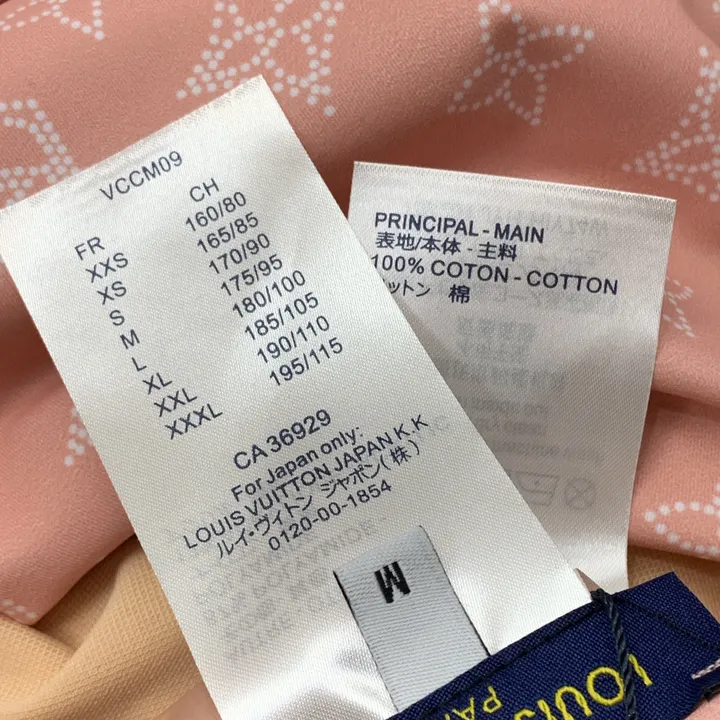 VCCM09
FR CH
XXS 160/80
XS 165/85
S 170/90
M 175/95
L 180/100
XL 185/105
XXL 190/110
XXXL 195/115
CA 36929
For Japan only:
LOUIS VUITTON JAPAN K.K
ルイ・ヴィトン ジャポン(株)
0120-00-1854
M
PRINCIPAL - MAIN
表地/本体 - 主料
100% COTON - COTTON
ットン 棉
LOUIS
PA